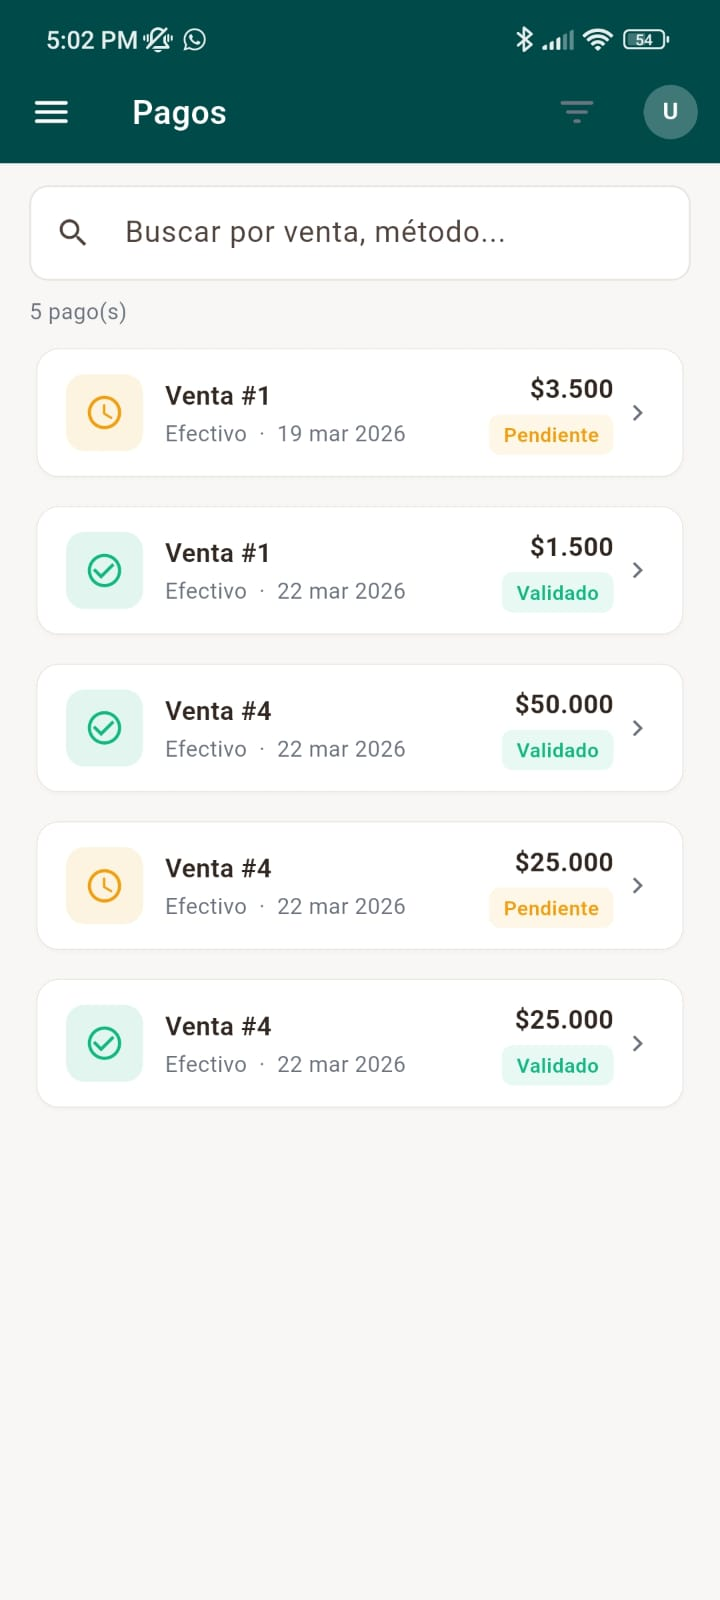 5:02 PM
54
Pagos
U
Buscar por venta, método...
5 pago(s)
Venta #1
Efectivo · 19 mar 2026
$3.500
Pendiente
Venta #1
Efectivo · 22 mar 2026
$1.500
Validado
Venta #4
Efectivo · 22 mar 2026
$50.000
Validado
Venta #4
Efectivo · 22 mar 2026
$25.000
Pendiente
Venta #4
Efectivo · 22 mar 2026
$25.000
Validado